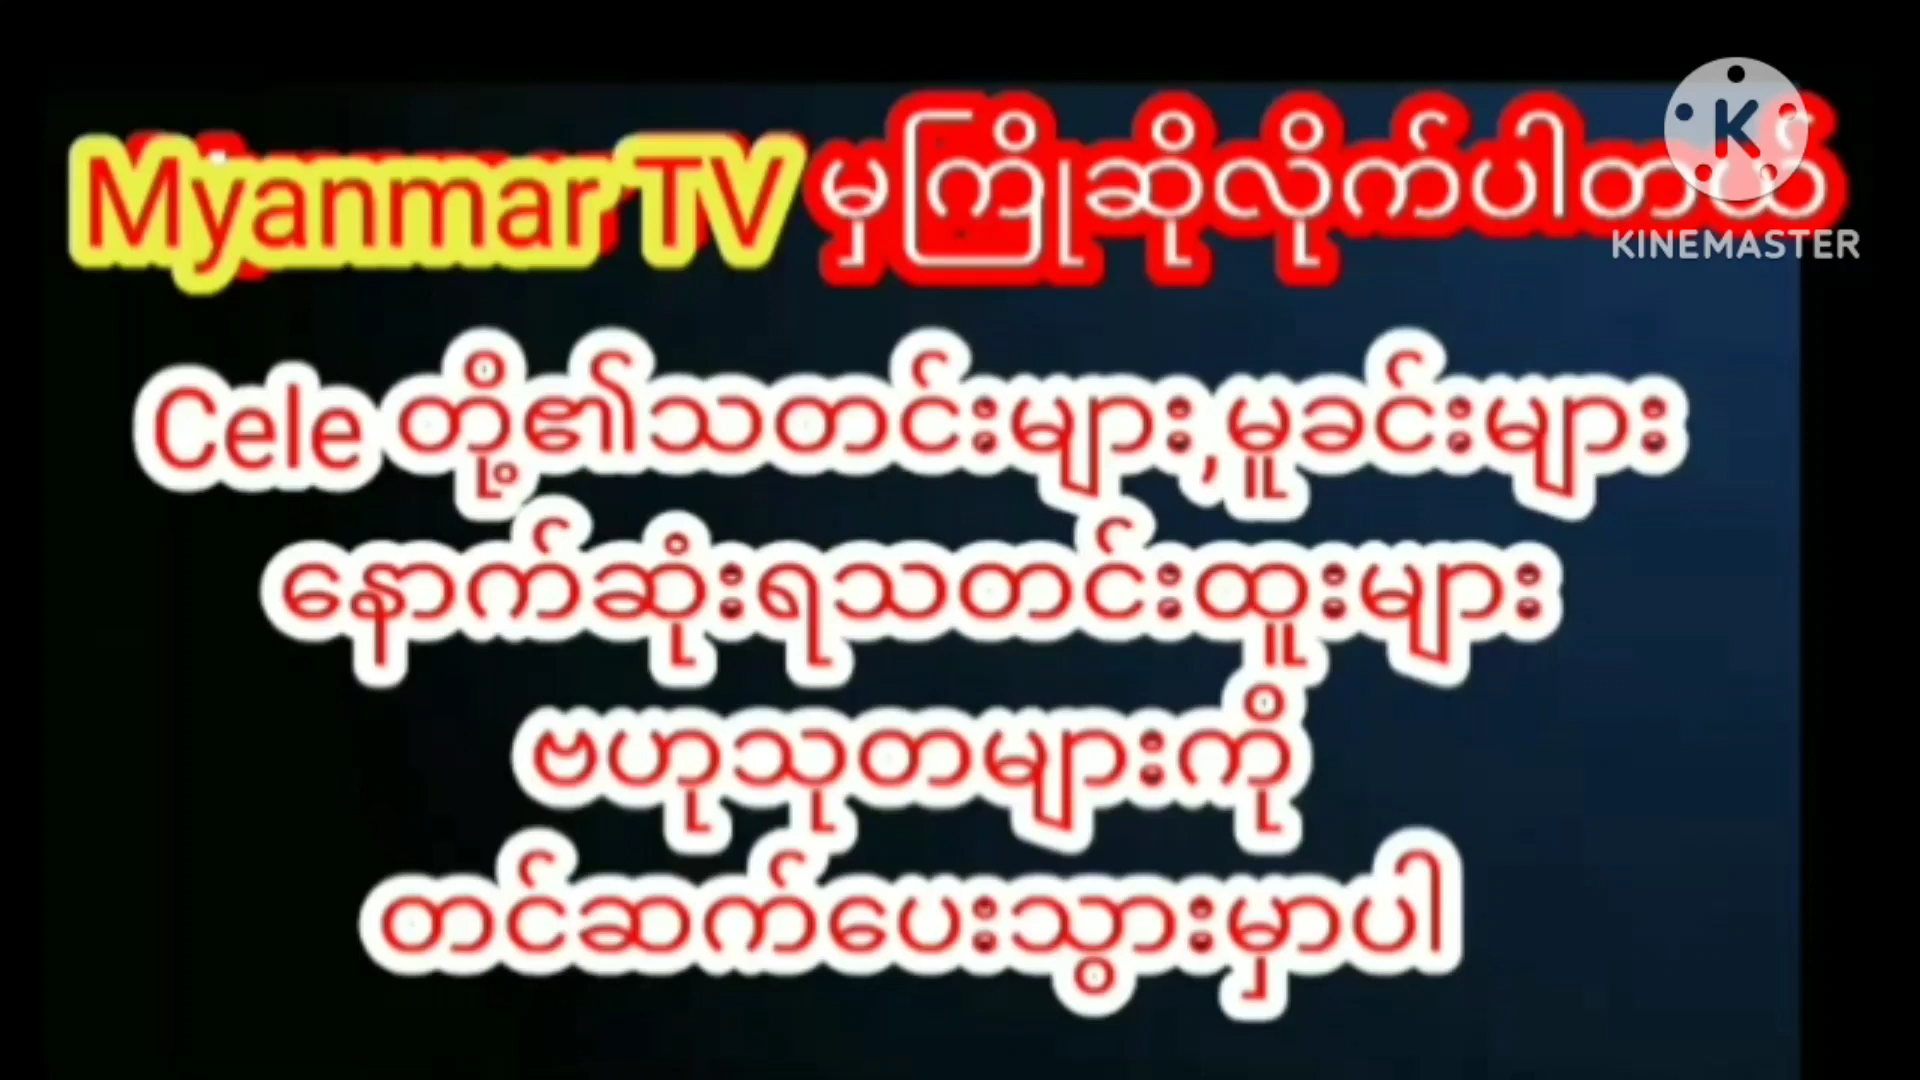 Myanmar TV မှကြိုဆိုလိုက်ပါတယ်
KINEMASTER
Cele တို့၏သတင်းများ,မူခင်းများ
နောက်ဆုံးရသတင်းထူးများ
ဗဟုသုတများကို
တင်ဆက်ပေးသွားမှာပါ